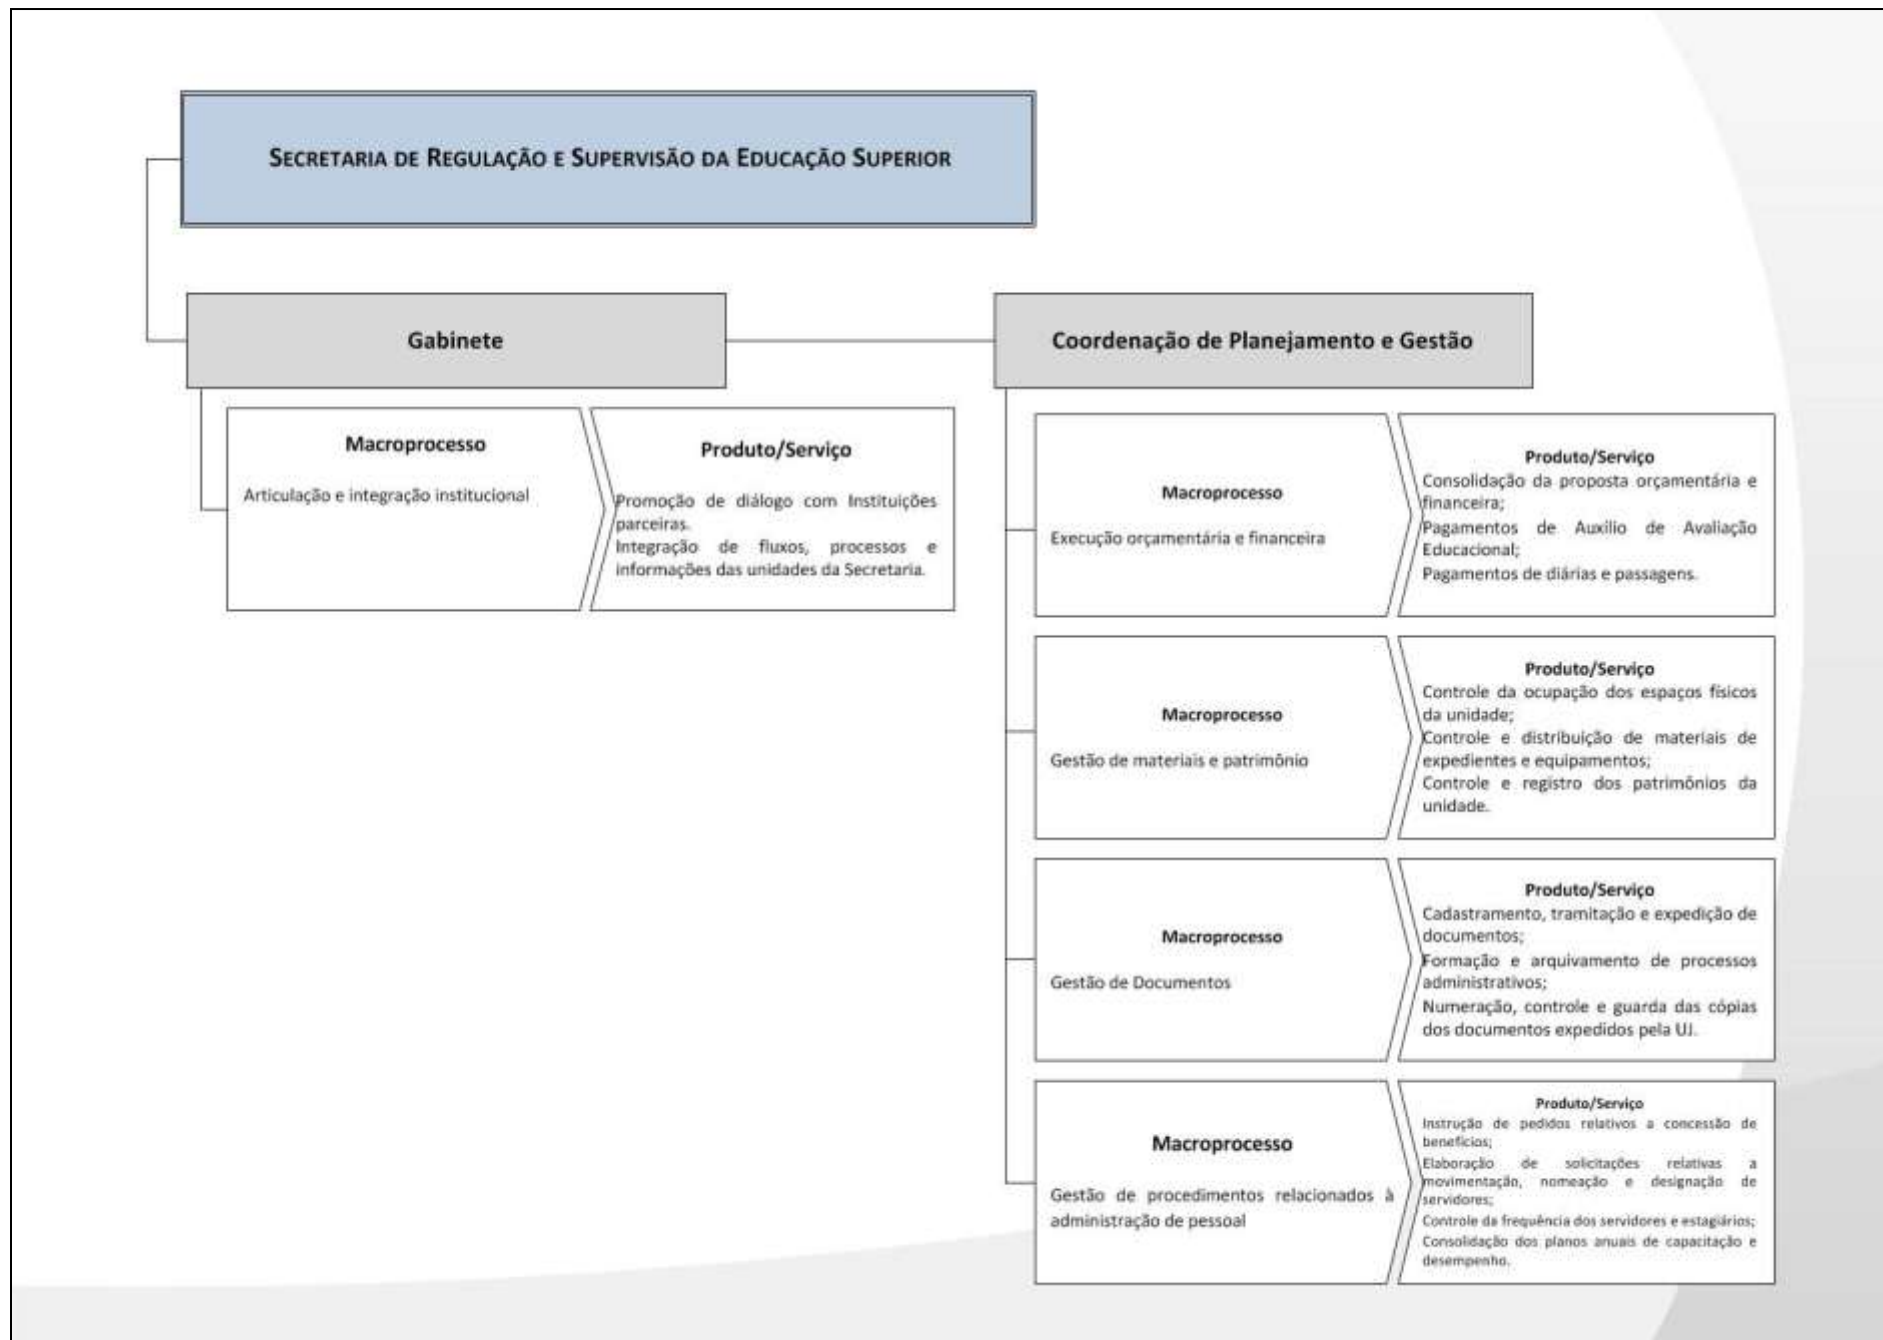 SECRETARIA DE REGULAÇÃO E SUPERVISÃO DA EDUCAÇÃO SUPERIOR
Gabinete
Macroprocesso
Articulação e integração institucional
Produto/Serviço
Promoção de diálogo com Instituições
parceiras.
Integração de fluxos, processos e
informações das unidades da Secretaria.
Coordenação de Planejamento e Gestão
Macroprocesso
Execução orçamentária e financeira
Produto/Serviço
Consolidação da proposta orçamentária e
financeira;
Pagamentos de Auxilio de Avaliação
Educacional;
Pagamentos de diárias e passagens.
Macroprocesso
Gestão de materiais e patrimônio
Produto/Serviço
Controle da ocupação dos espaços físicos
da unidade;
Controle e distribuição de materiais de
expedientes e equipamentos;
Controle e registro dos patrimônios da
unidade.
Macroprocesso
Gestão de Documentos
Produto/Serviço
Cadastramento, tramitação e expedição de
documentos;
Formação e arquivamento de processos
administrativos;
Numeração, controle e guarda das cópias
dos documentos expedidos pela UJ.
Macroprocesso
Gestão de procedimentos relacionados à
administração de pessoal
Produto/Serviço
Instrução de pedidos relativos a concessão de
benefícios;
Elaboração de solicitações relativas a
movimentação, nomeação e designação de
servidores;
Controle da frequência dos servidores e estagiários;
Consolidação dos planos anuais de capacitação e
desempenho.